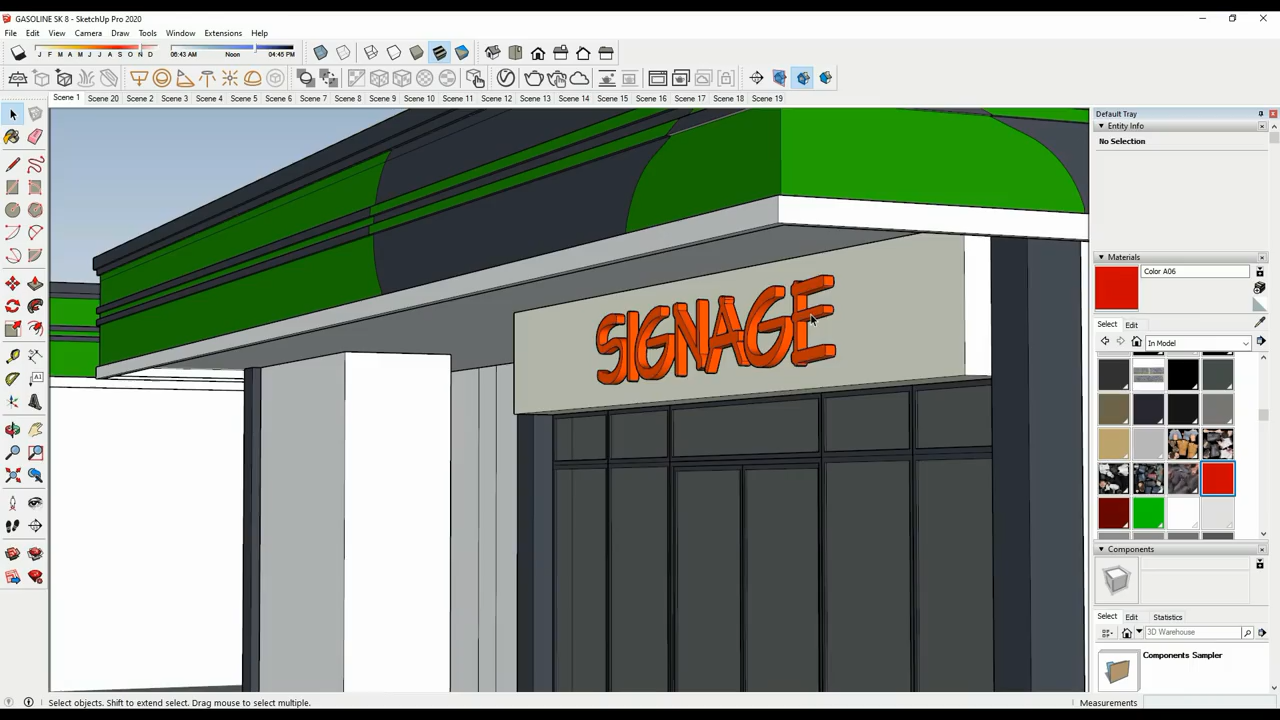 GASOLINE SK 8 - SketchUp Pro 2020
File Edit View Camera Draw Tools Window Extensions Help
J F M A M J J A S O N D 06:43 AM Noon 04:45 PM
Scene 1 Scene 20 Scene 2 Scene 3 Scene 4 Scene 5 Scene 6 Scene 7 Scene 8 Scene 9 Scene 10 Scene 11 Scene 12 Scene 13 Scene 14 Scene 15 Scene 16 Scene 17 Scene 18 Scene 19
Default Tray
Entity Info
No Selection
SIGNAGE
Materials
Color A06
Select Edit
In Model
Components
Select Edit Statistics
3D Warehouse
Components Sampler
Select objects. Shift to extend select. Drag mouse to select multiple.
Measurements